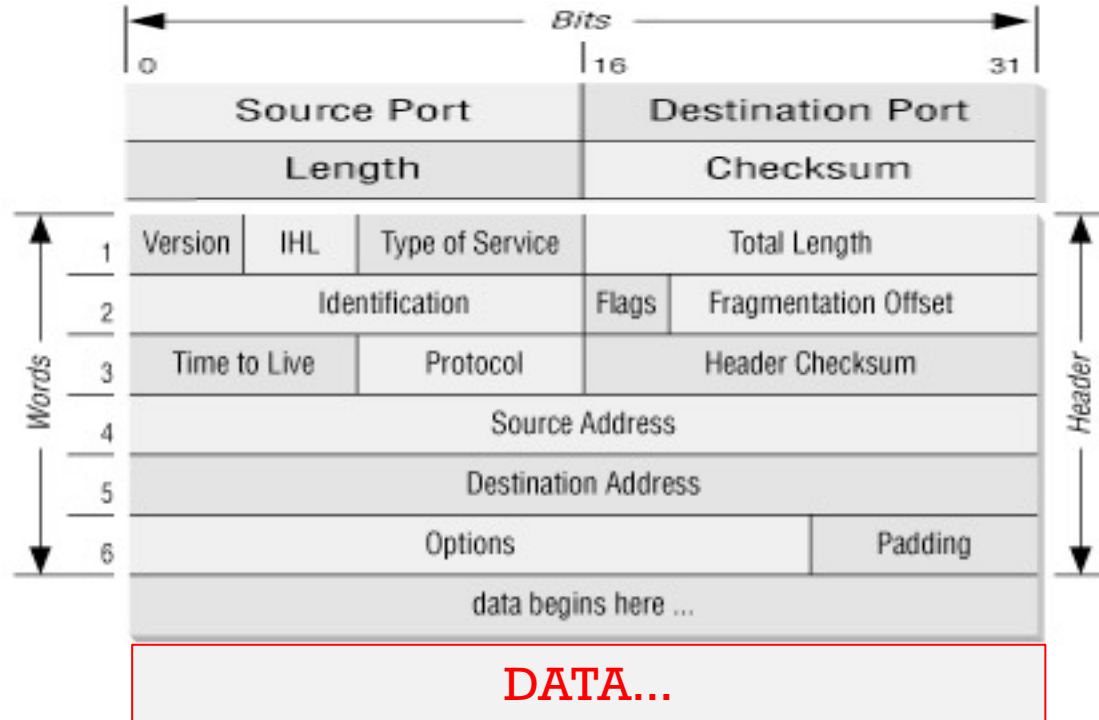 Bits
0 16 31
Source Port Destination Port
Length Checksum
1 Version IHL Type of Service Total Length
2 Identification Flags Fragmentation Offset
3 Time to Live Protocol Header Checksum
4 Source Address
5 Destination Address
6 Options Padding
Words
Header
data begins here ...
DATA...